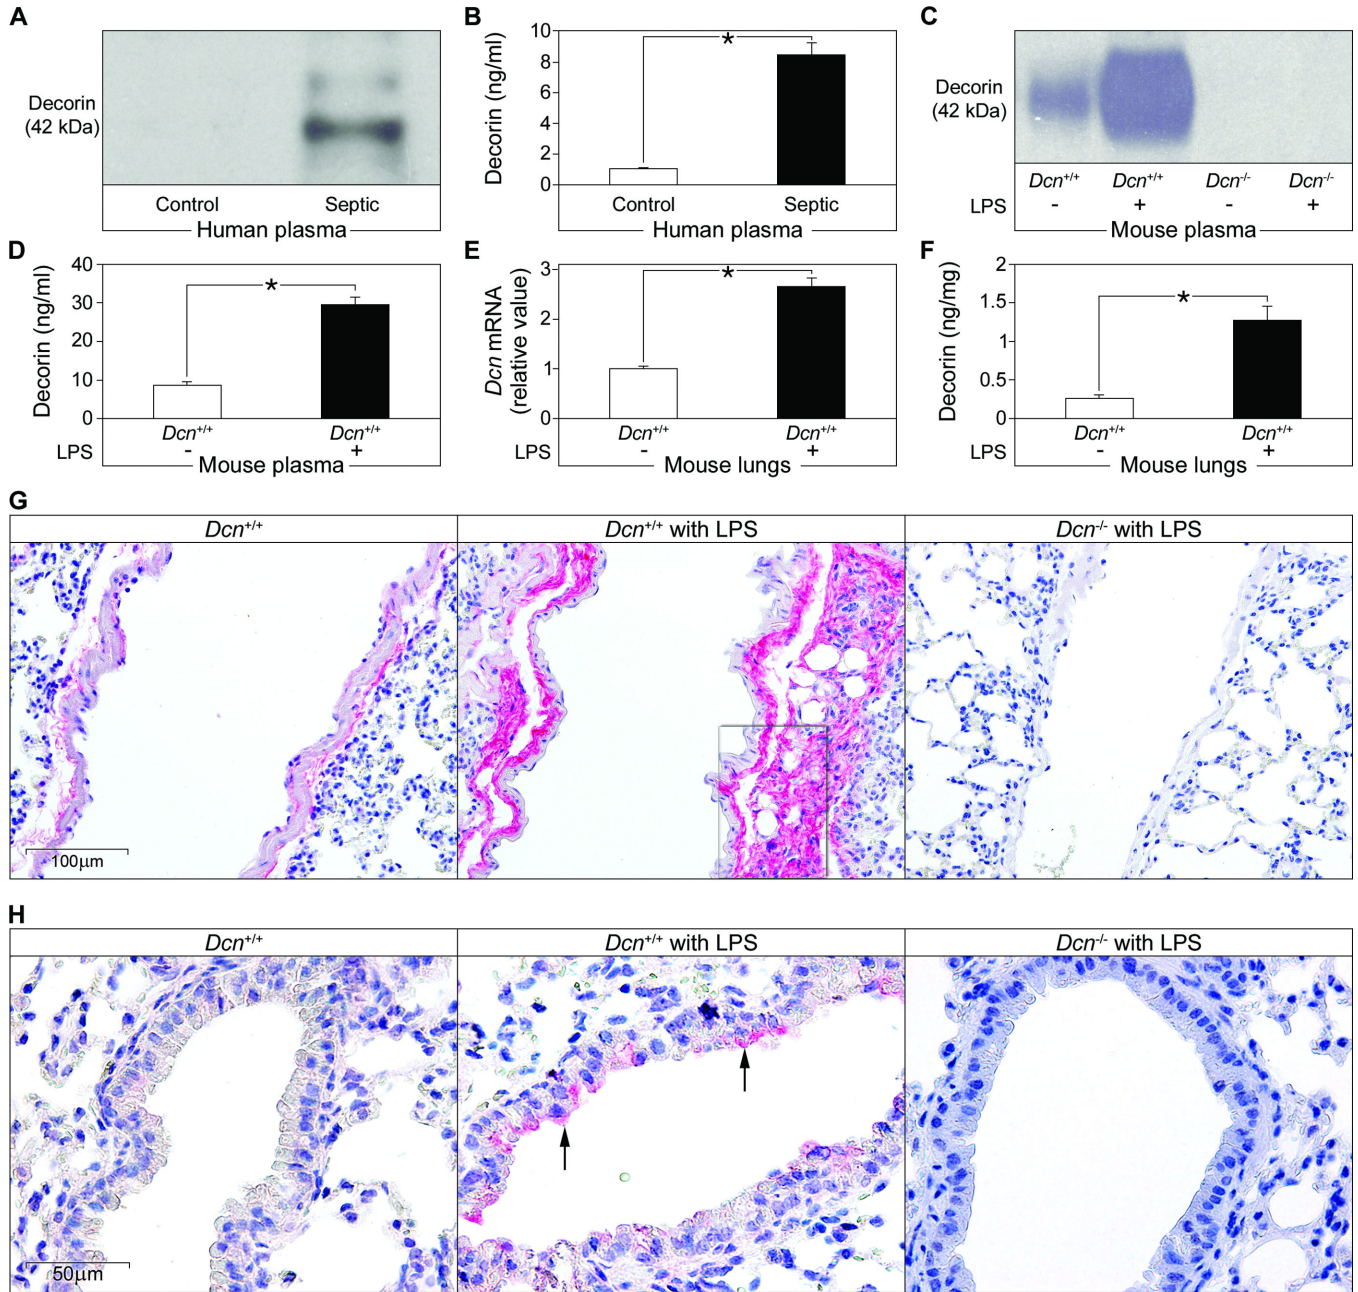 A
Decorin
(42 kDa)
Control Septic
Human plasma
B
Decorin (ng/ml)
10
8
6
4
2
0
*
Control Septic
Human plasma
C
Decorin
(42 kDa)
Dcn+/+ Dcn+/+ Dcn-/- Dcn-/-
LPS - + - +
Mouse plasma
D
Decorin (ng/ml)
40
30
20
10
0
*
Dcn+/+ Dcn+/+
LPS - +
Mouse plasma
E
Dcn mRNA
(relative value)
3
2
1
0
*
Dcn+/+ Dcn+/+
LPS - +
Mouse lungs
F
Decorin (ng/mg)
2
1.5
1
0.5
0
*
Dcn+/+ Dcn+/+
LPS - +
Mouse lungs
G
Dcn+/+ Dcn+/+ with LPS Dcn-/- with LPS
100μm
H
Dcn+/+ Dcn+/+ with LPS Dcn-/- with LPS
50μm